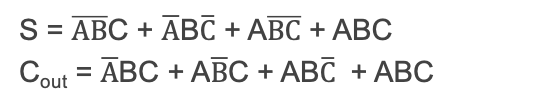 S = A̅B̅C + A̅BC̅ + AB̅C̅ + ABC
Cout = A̅BC + AB̅C + ABC̅ + ABC